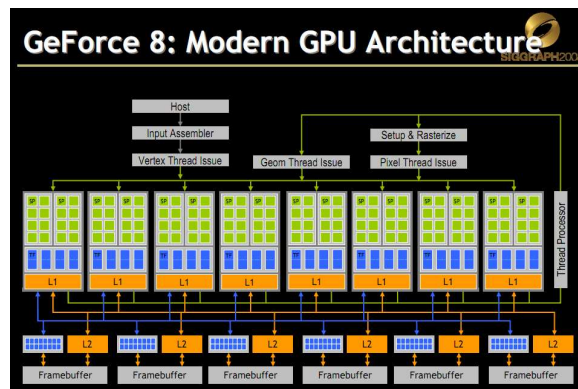 GeForce 8: Modern GPU Architecture
SIGGRAPH200
Host
Input Assembler
Setup & Rasterize
Vertex Thread Issue
Geom Thread Issue
Pixel Thread Issue
SP SP SP SP SP SP SP SP SP SP SP SP SP SP SP SP
Thread Processor
TF TF TF TF TF TF TF TF
L1 L1 L1 L1 L1 L1 L1 L1
L2 L2 L2 L2 L2 L2
Framebuffer Framebuffer Framebuffer Framebuffer Framebuffer Framebuffer